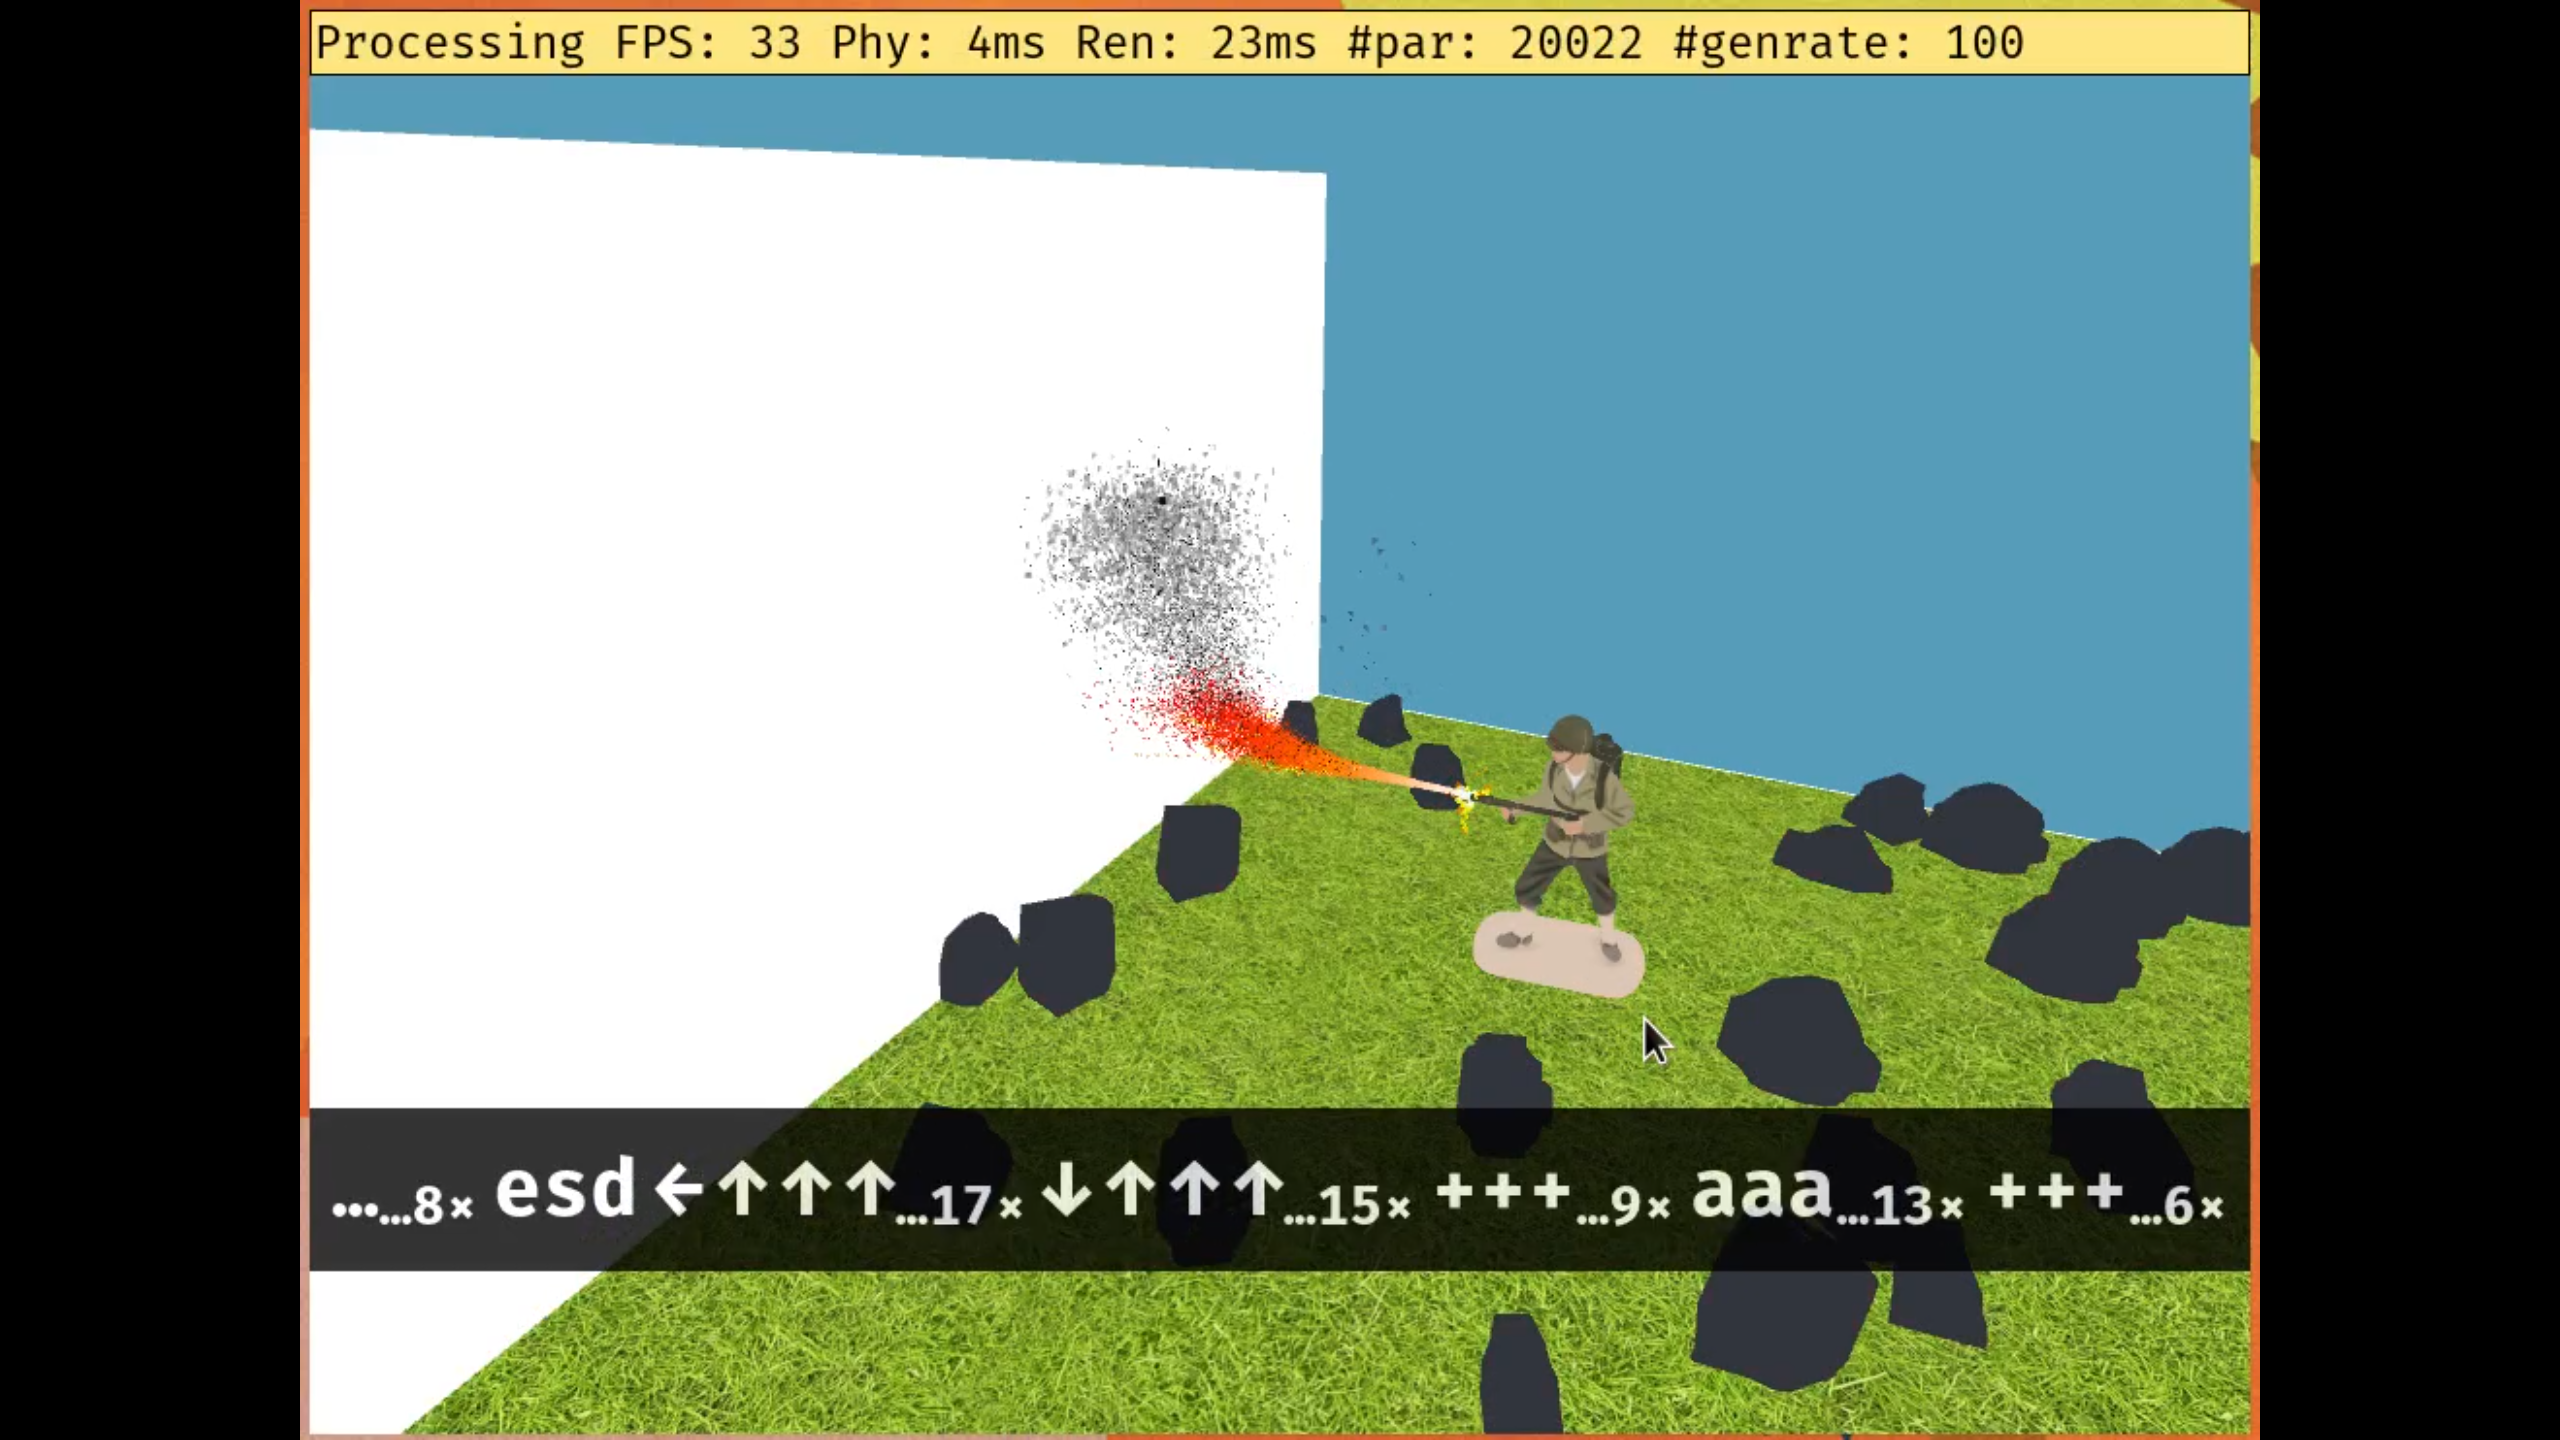 Processing FPS: 33 Phy: 4ms Ren: 23ms #par: 20022 #genrate: 100
……8× esd←↑↑↑…17× ↓↑↑↑…15× +++…9× aaa…13× +++…6×